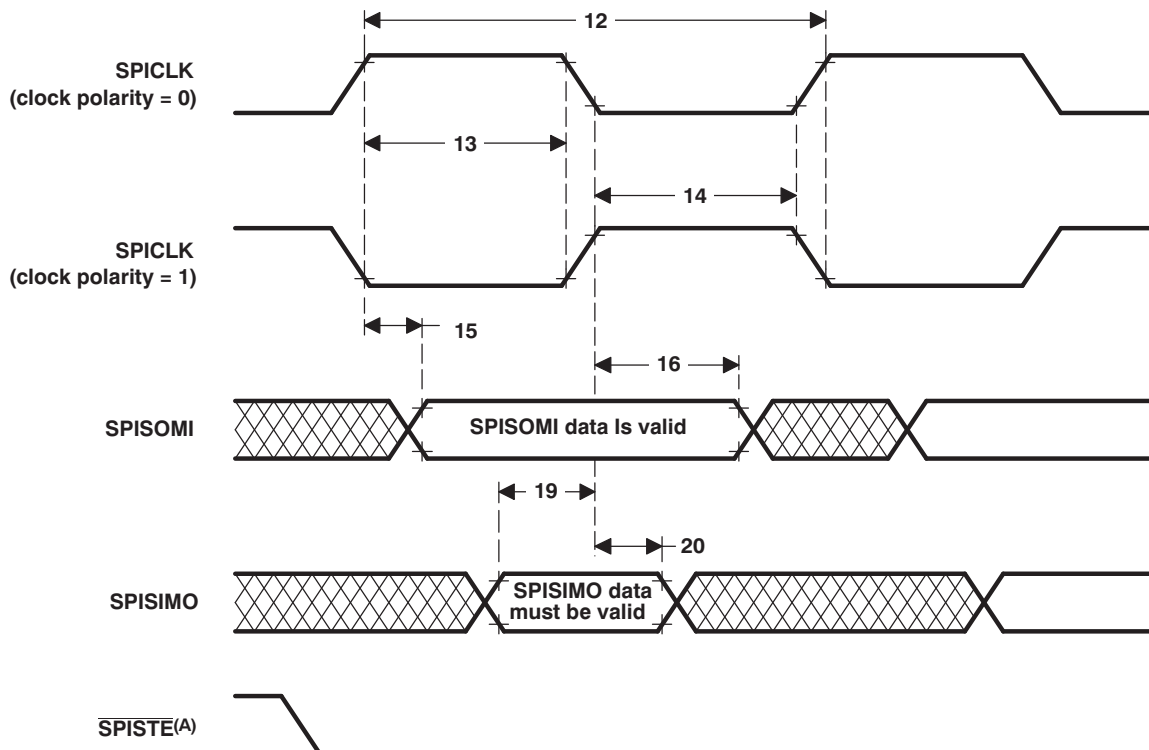 12
SPICLK
(clock polarity = 0)
13
14
SPICLK
(clock polarity = 1)
15
16
SPISOMI
SPISOMI data Is valid
19
20
SPISIMO
SPISIMO data
must be valid
SPISTE(A)